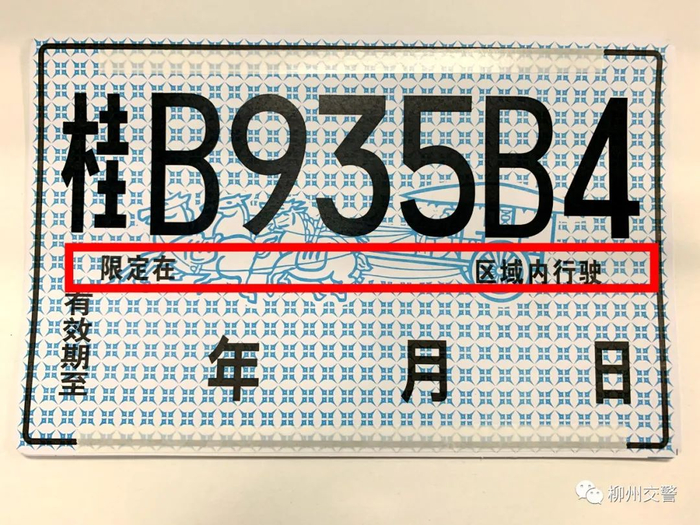 桂B935B4
限定在 区域内行驶
有效期至
年 月 日
柳州交警